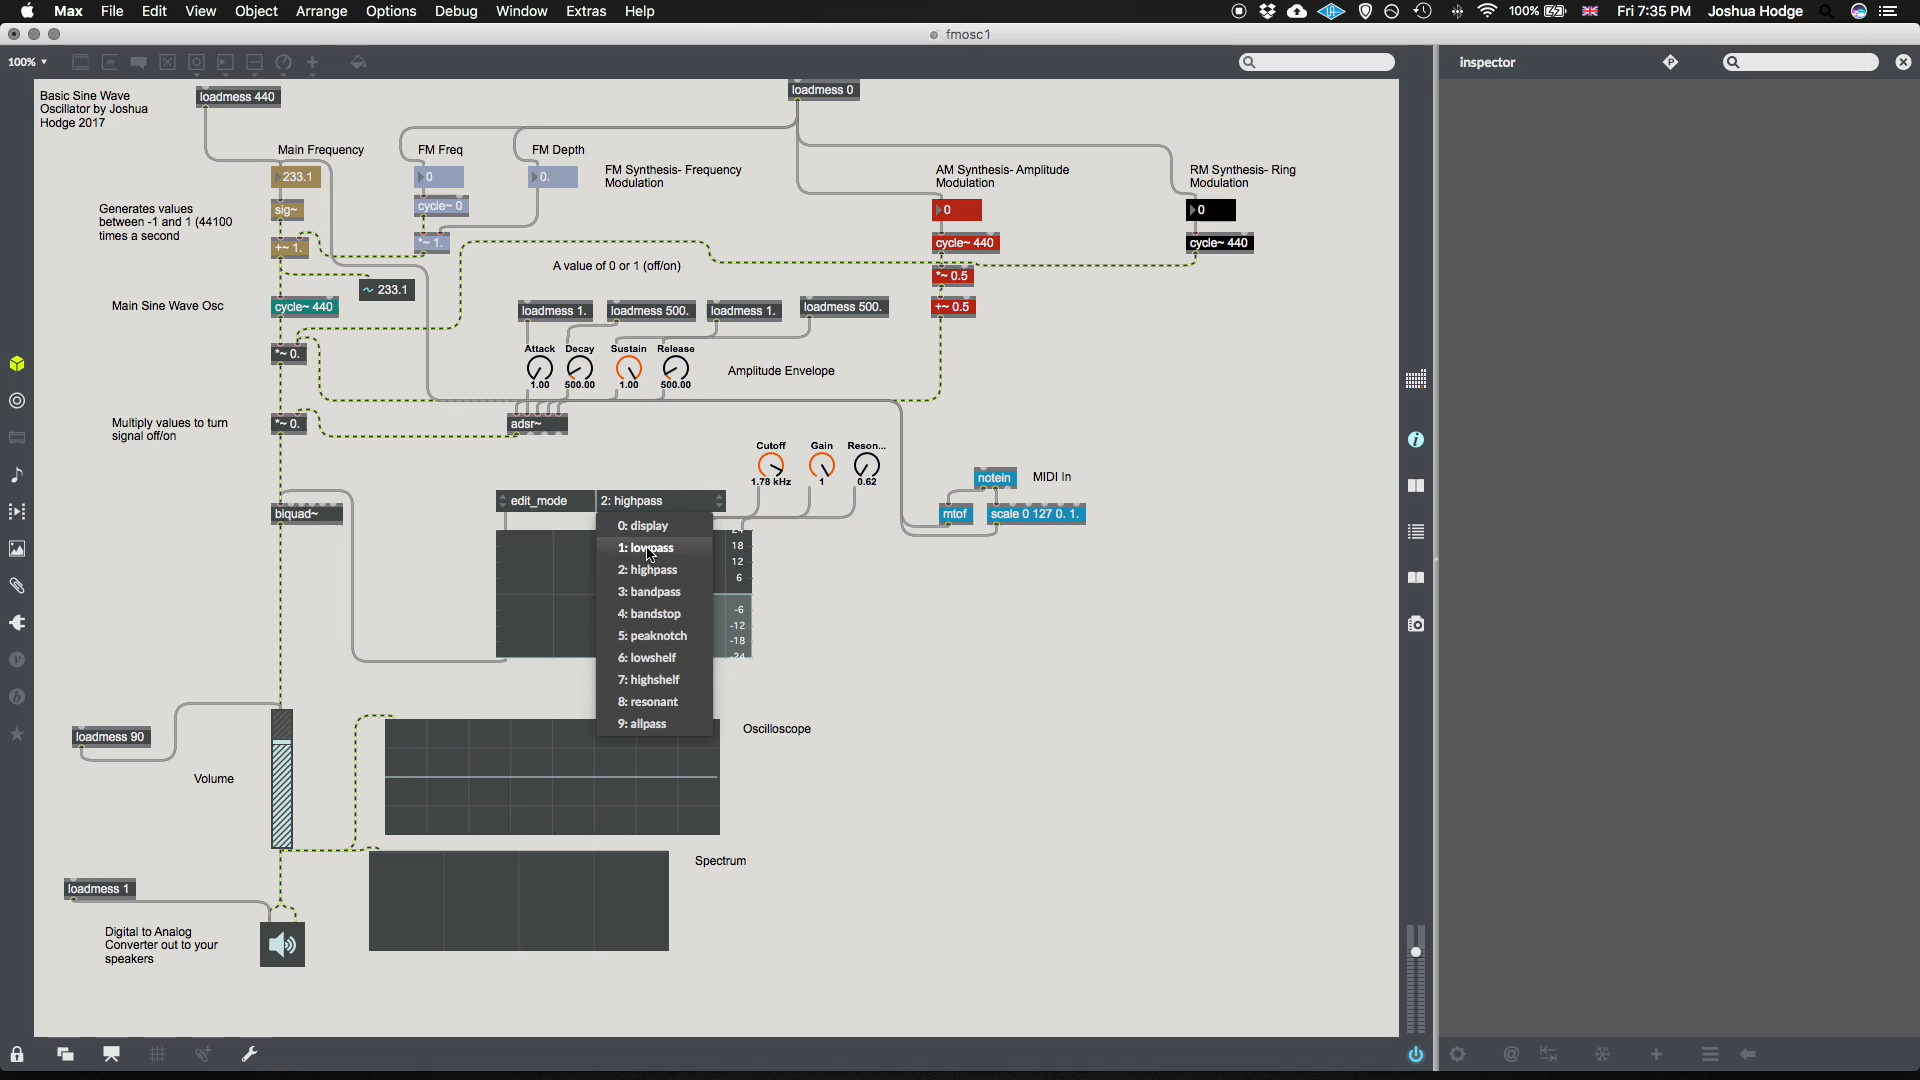 Max File Edit View Object Arrange Options Debug Window Extras Help
100% Fri 7:35 PM Joshua Hodge
fmosc1
100%
inspector
Basic Sine Wave
Oscillator by Joshua
Hodge 2017
loadmess 440
loadmess 0
Main Frequency
FM Freq
FM Depth
233.1
0
0.
FM Synthesis- Frequency
Modulation
AM Synthesis- Amplitude
Modulation
RM Synthesis- Ring
Modulation
Generates values
between -1 and 1 (44100
times a second
sig~
cycle~ 0
0
0
+~ 1.
*~ 1.
cycle~ 440
cycle~ 440
A value of 0 or 1 (off/on)
*~ 0.5
~ 233.1
Main Sine Wave Osc
cycle~ 440
loadmess 1.
loadmess 500.
loadmess 1.
loadmess 500.
+~ 0.5
*~ 0.
Attack
Decay
Sustain
Release
1.00
500.00
1.00
500.00
Amplitude Envelope
Multiply values to turn
signal off/on
*~ 0.
adsr~
Cutoff
Gain
Reson...
1.78 kHz
1
0.62
notein
MIDI In
edit_mode
2: highpass
biquad~
mtof
scale 0 127 0. 1.
0: display
1: lowpass
2: highpass
3: bandpass
4: bandstop
5: peaknotch
6: lowshelf
7: highshelf
8: resonant
9: allpass
24
18
12
6
-6
-12
-18
-24
Oscilloscope
loadmess 90
Volume
Spectrum
loadmess 1
Digital to Analog
Converter out to your
speakers